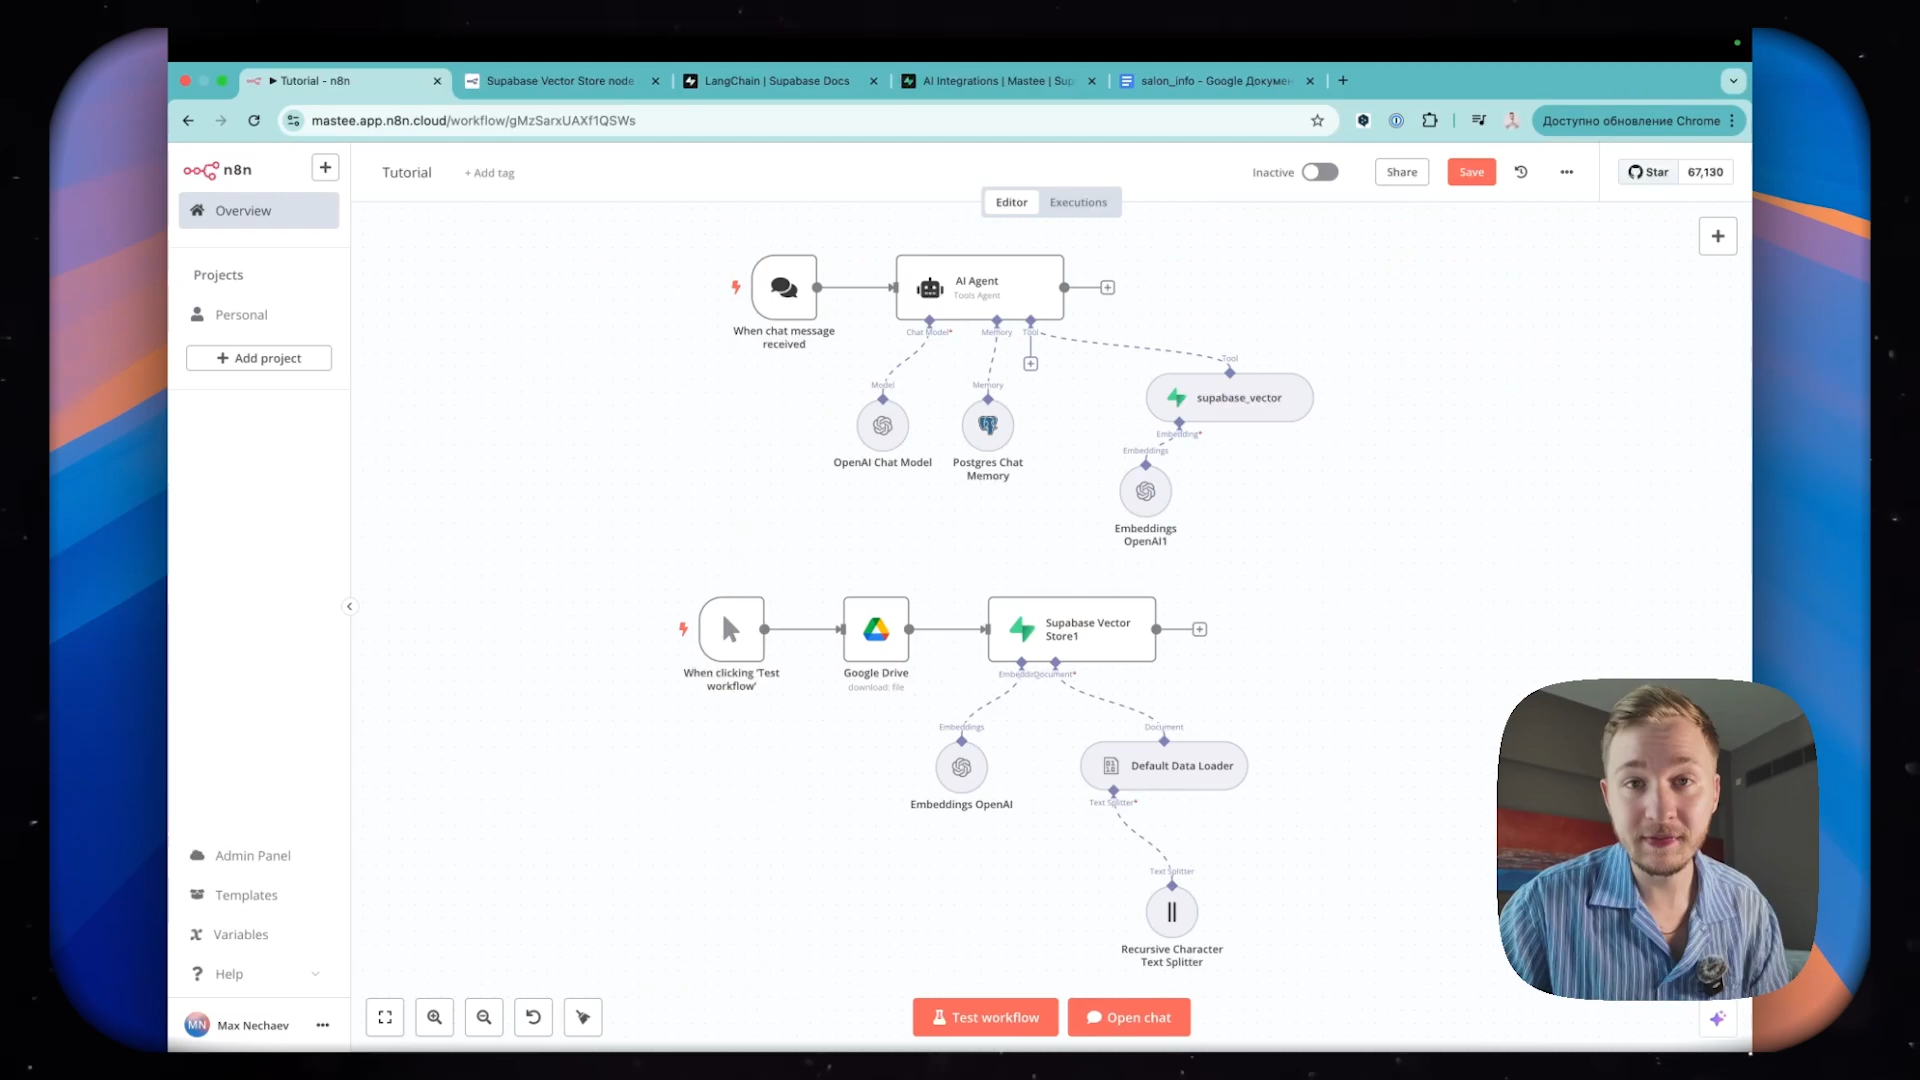 Tutorial - n8n
Supabase Vector Store node
LangChain | Supabase Docs
AI Integrations | Mastee | Sup
salon_info - Google Докумен
mastee.app.n8n.cloud/workflow/gMzSarxUAXf1QSWs
Доступно обновление Chrome
n8n
Tutorial
+ Add tag
Inactive
Share
Save
Star
67,130
Overview
Editor
Executions
Projects
Personal
+ Add project
AI Agent
Tools Agent
When chat message
received
Chat Model*
Memory
Tool
Tool
Model
Memory
supabase_vector
Embedding*
Embeddings
OpenAI Chat Model
Postgres Chat
Memory
Embeddings
OpenAI1
Supabase Vector
Store1
When clicking 'Test
workflow'
Google Drive
download: file
Document*
Embeddings
Document
Default Data Loader
Embeddings OpenAI
Text Splitter*
Text Splitter
Recursive Character
Text Splitter
Admin Panel
Templates
Variables
Help
MN
Max Nechaev
Test workflow
Open chat